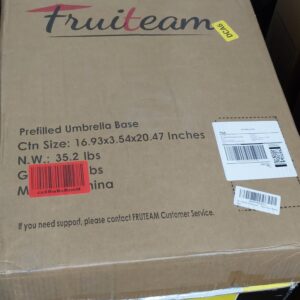 Fruiteam
DCA6
Prefilled Umbrella Base
Ctn Size: 16.93x3.54x20.47 Inches
N.W.: 35.2 lbs
G lbs
M hina
If you need support, please contact FRUTEAM Customer Service.